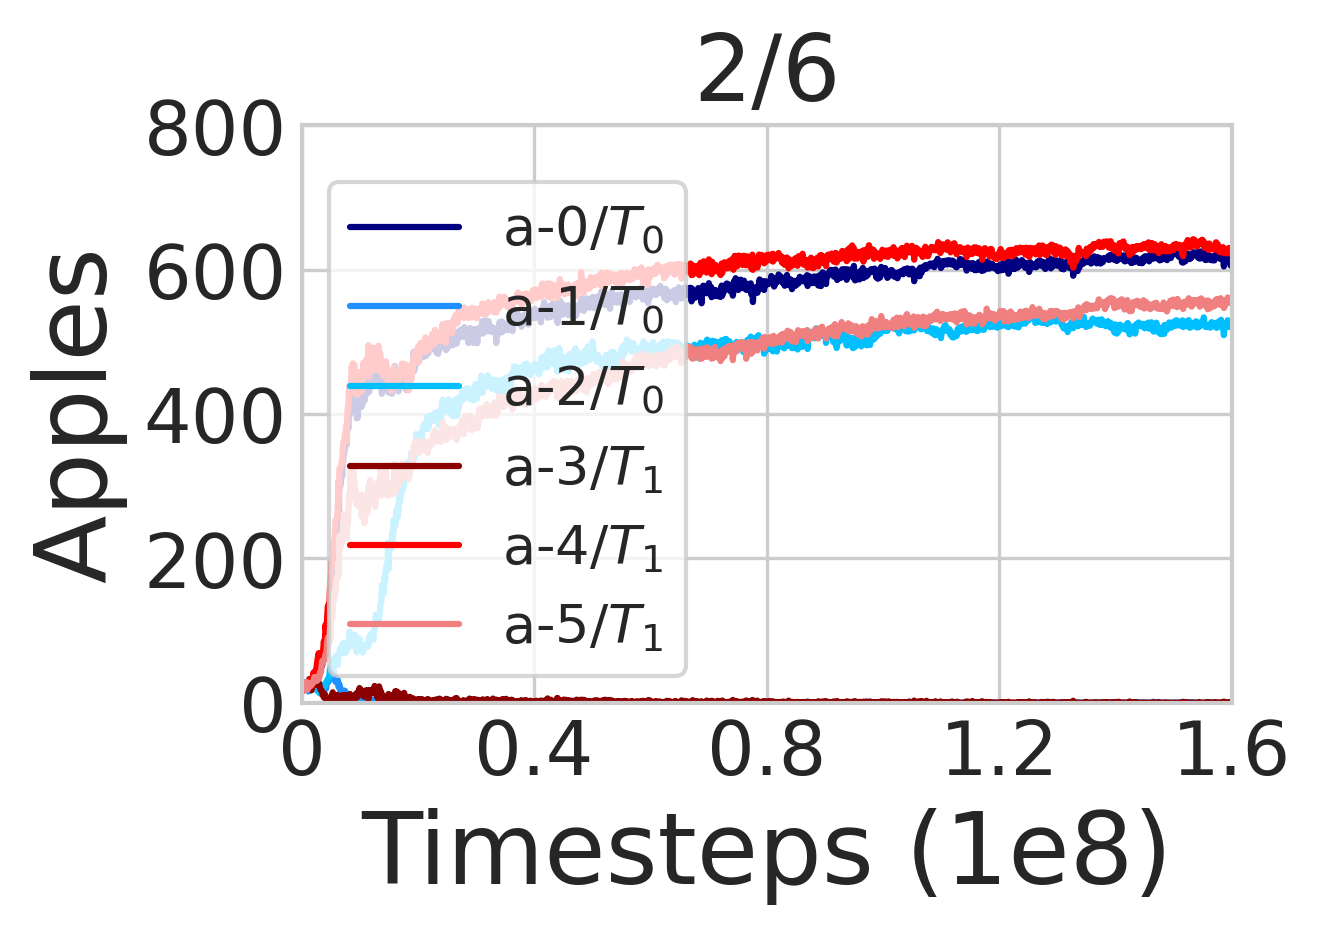 2/6
800
600
400
200
0
Apples
a-0/T₀
a-1/T₀
a-2/T₀
a-3/T₁
a-4/T₁
a-5/T₁
0 0.4 0.8 1.2 1.6
Timesteps (1e8)